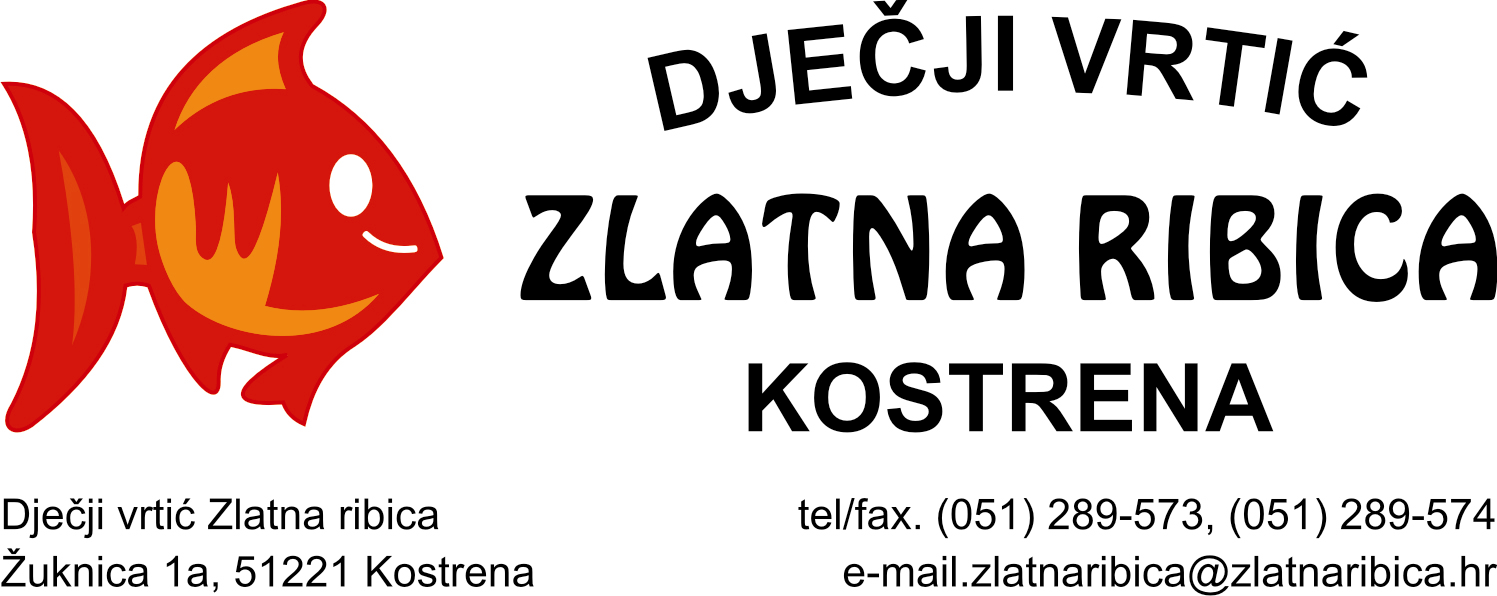 DJEČJI VRTIĆ
ZLATNA RIBICA
KOSTRENA
Dječji vrtić Zlatna ribica
Žuknica 1a, 51221 Kostrena
tel/fax. (051) 289-573, (051) 289-574
e-mail.zlatnaribica@zlatnaribica.hr